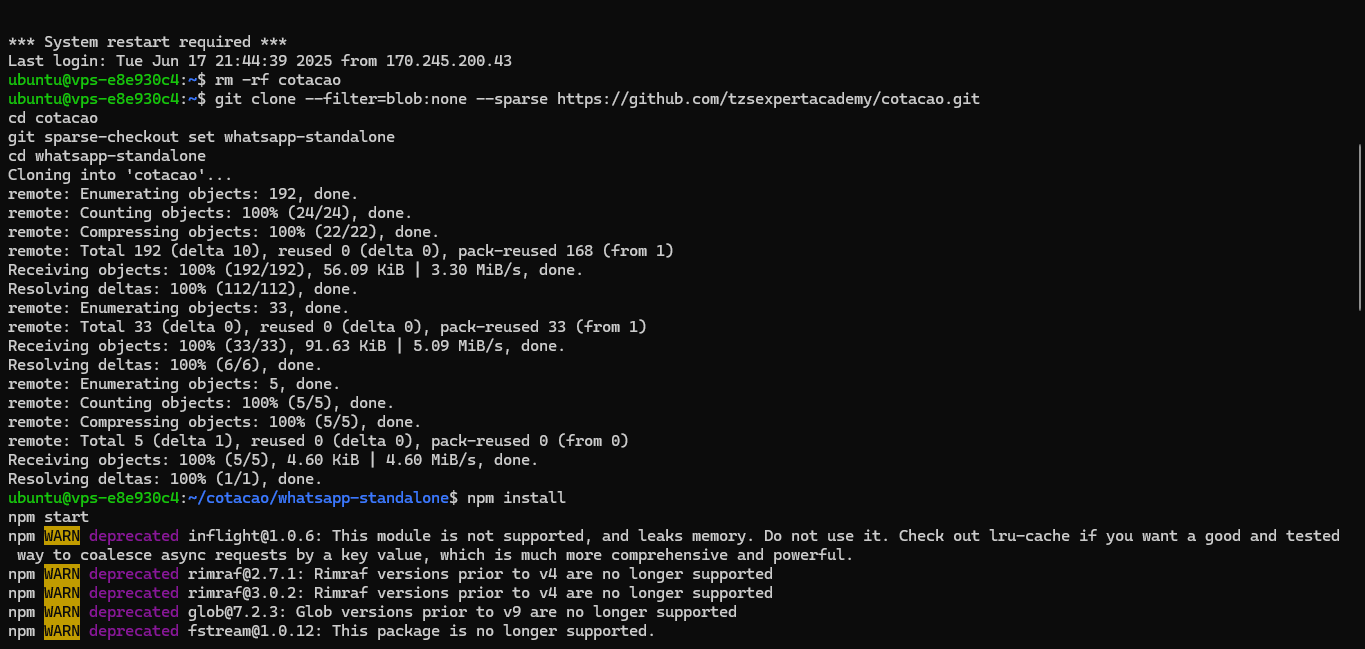 *** System restart required ***
Last login: Tue Jun 17 21:44:39 2025 from 170.245.200.43
ubuntu@vps-e8e930c4:~$ rm -rf cotacao
ubuntu@vps-e8e930c4:~$ git clone --filter=blob:none --sparse https://github.com/tzsexpertacademy/cotacao.git
cd cotacao
git sparse-checkout set whatsapp-standalone
cd whatsapp-standalone
Cloning into 'cotacao'...
remote: Enumerating objects: 192, done.
remote: Counting objects: 100% (24/24), done.
remote: Compressing objects: 100% (22/22), done.
remote: Total 192 (delta 10), reused 0 (delta 0), pack-reused 168 (from 1)
Receiving objects: 100% (192/192), 56.09 KiB | 3.30 MiB/s, done.
Resolving deltas: 100% (112/112), done.
remote: Enumerating objects: 33, done.
remote: Total 33 (delta 0), reused 0 (delta 0), pack-reused 33 (from 1)
Receiving objects: 100% (33/33), 91.63 KiB | 5.09 MiB/s, done.
Resolving deltas: 100% (6/6), done.
remote: Enumerating objects: 5, done.
remote: Counting objects: 100% (5/5), done.
remote: Compressing objects: 100% (5/5), done.
remote: Total 5 (delta 1), reused 0 (delta 0), pack-reused 0 (from 0)
Receiving objects: 100% (5/5), 4.60 KiB | 4.60 MiB/s, done.
Resolving deltas: 100% (1/1), done.
ubuntu@vps-e8e930c4:~/cotacao/whatsapp-standalone$ npm install
npm start
npm WARN deprecated inflight@1.0.6: This module is not supported, and leaks memory. Do not use it. Check out lru-cache if you want a good and tested
 way to coalesce async requests by a key value, which is much more comprehensive and powerful.
npm WARN deprecated rimraf@2.7.1: Rimraf versions prior to v4 are no longer supported
npm WARN deprecated rimraf@3.0.2: Rimraf versions prior to v4 are no longer supported
npm WARN deprecated glob@7.2.3: Glob versions prior to v9 are no longer supported
npm WARN deprecated fstream@1.0.12: This package is no longer supported.